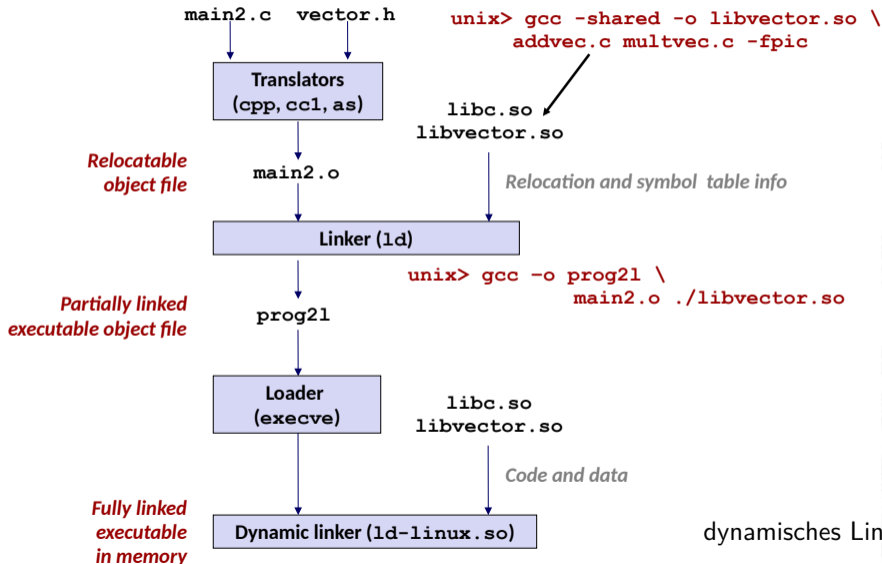 main2.c vector.h
unix> gcc -shared -o libvector.so \
addvec.c multvec.c -fpic
Translators
(cpp, cc1, as)
libc.so
libvector.so
Relocatable
object file
main2.o
Relocation and symbol table info
Linker (ld)
unix> gcc –o prog2l \
main2.o ./libvector.so
Partially linked
executable object file
prog2l
Loader
(execve)
libc.so
libvector.so
Code and data
Fully linked
executable
in memory
Dynamic linker (ld-linux.so)
dynamisches Lin